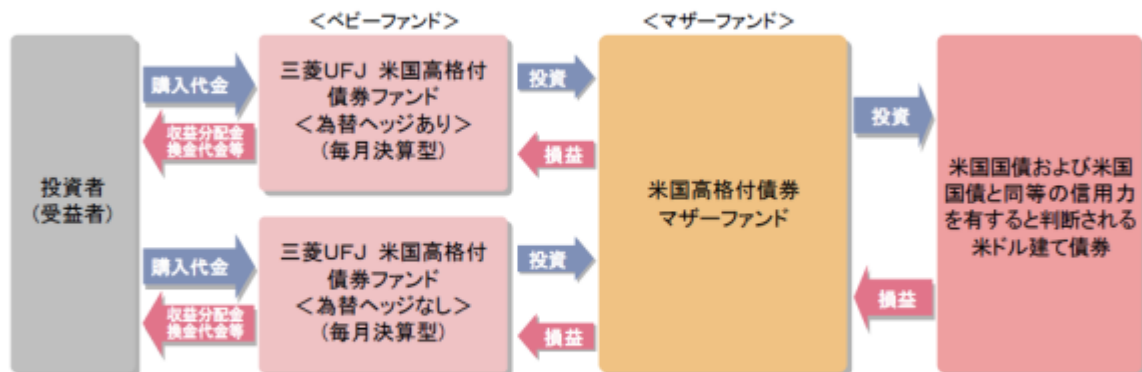 <ベビーファンド>
<マザーファンド>
投資者
(受益者)
購入代金
収益分配金
換金代金等
三菱UFJ 米国高格付
債券ファンド
<為替ヘッジあり>
(毎月決算型)
投資
損益
購入代金
収益分配金
換金代金等
三菱UFJ 米国高格付
債券ファンド
<為替ヘッジなし>
(毎月決算型)
投資
損益
米国高格付債券
マザーファンド
投資
損益
米国国債および米国
国債と同等の信用力
を有すると判断される
米ドル建て債券